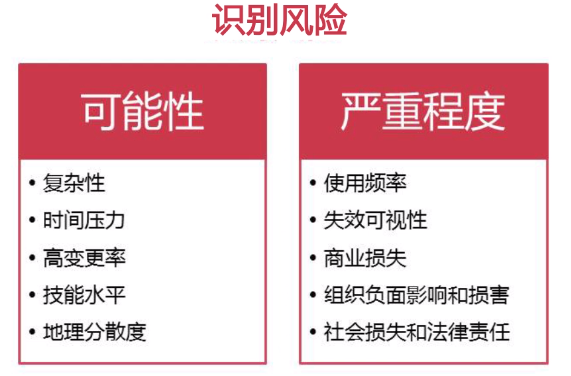 识别风险
可能性
• 复杂性
• 时间压力
• 高变更率
• 技能水平
• 地理分散度
严重程度
• 使用频率
• 失效可视性
• 商业损失
• 组织负面影响和损害
• 社会损失和法律责任